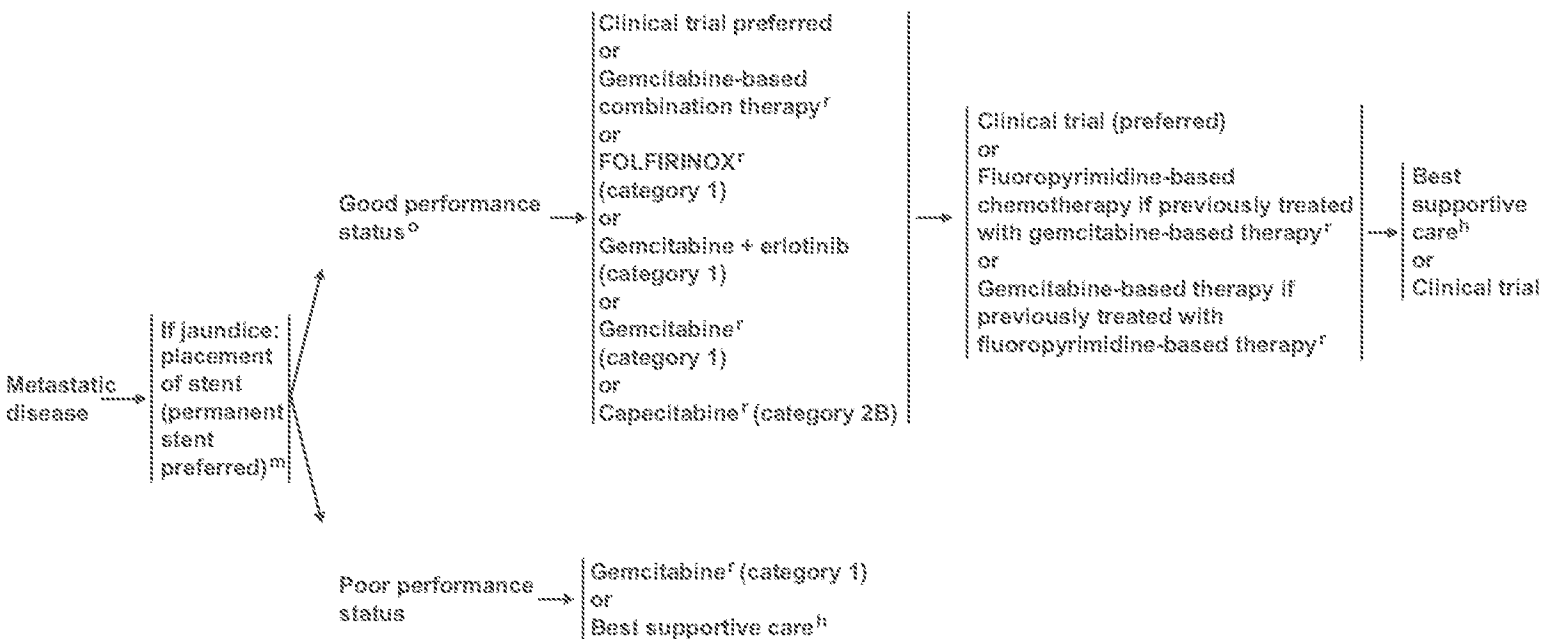 Metastatic
disease
If jaundice:
placement
of stent
(permanent
stent
preferred)ᵐ
Good performance
statusᵒ
Clinical trial preferred
or
Gemcitabine-based
combination therapyʳ
or
FOLFIRINOXʳ
(category 1)
or
Gemcitabine + erlotinib
(category 1)
or
Gemcitabineʳ
(category 1)
or
Capecitabineʳ (category 2B)
Clinical trial (preferred)
or
Fluoropyrimidine-based
chemotherapy if previously treated
with gemcitabine-based therapyʳ
or
Gemcitabine-based therapy if
previously treated with
fluoropyrimidine-based therapyʳ
Best
supportive
careʰ
or
Clinical trial
Poor performance
status
Gemcitabineʳ (category 1)
or
Best supportive careʰ